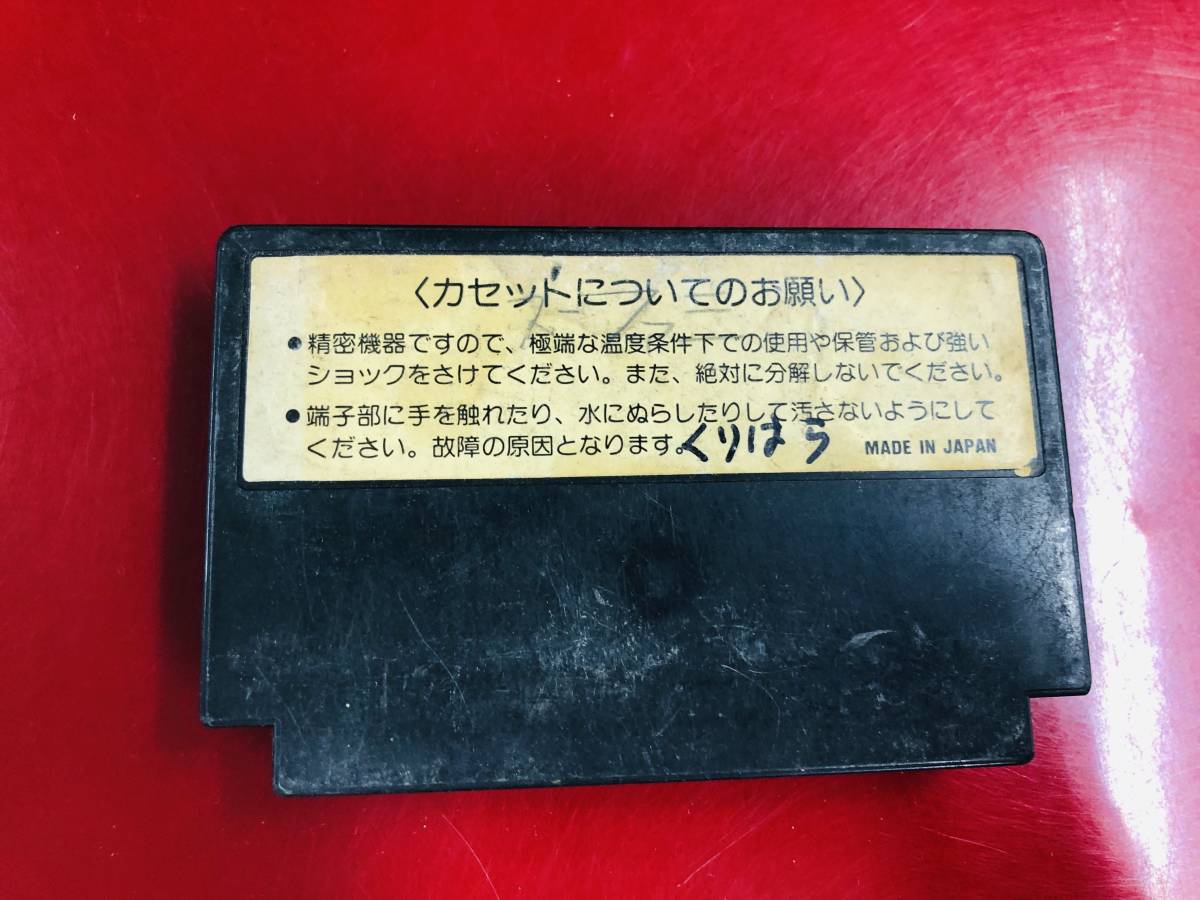 〈カセットについてのお願い〉
●精密機器ですので、極端な温度条件下での使用や保管および強い
ショックをさけてください。また、絶対に分解しないでください。
●端子部に手を触れたり、水にぬらしたりして汚さないようにして
ください。故障の原因となります。
くりはら
MADE IN JAPAN